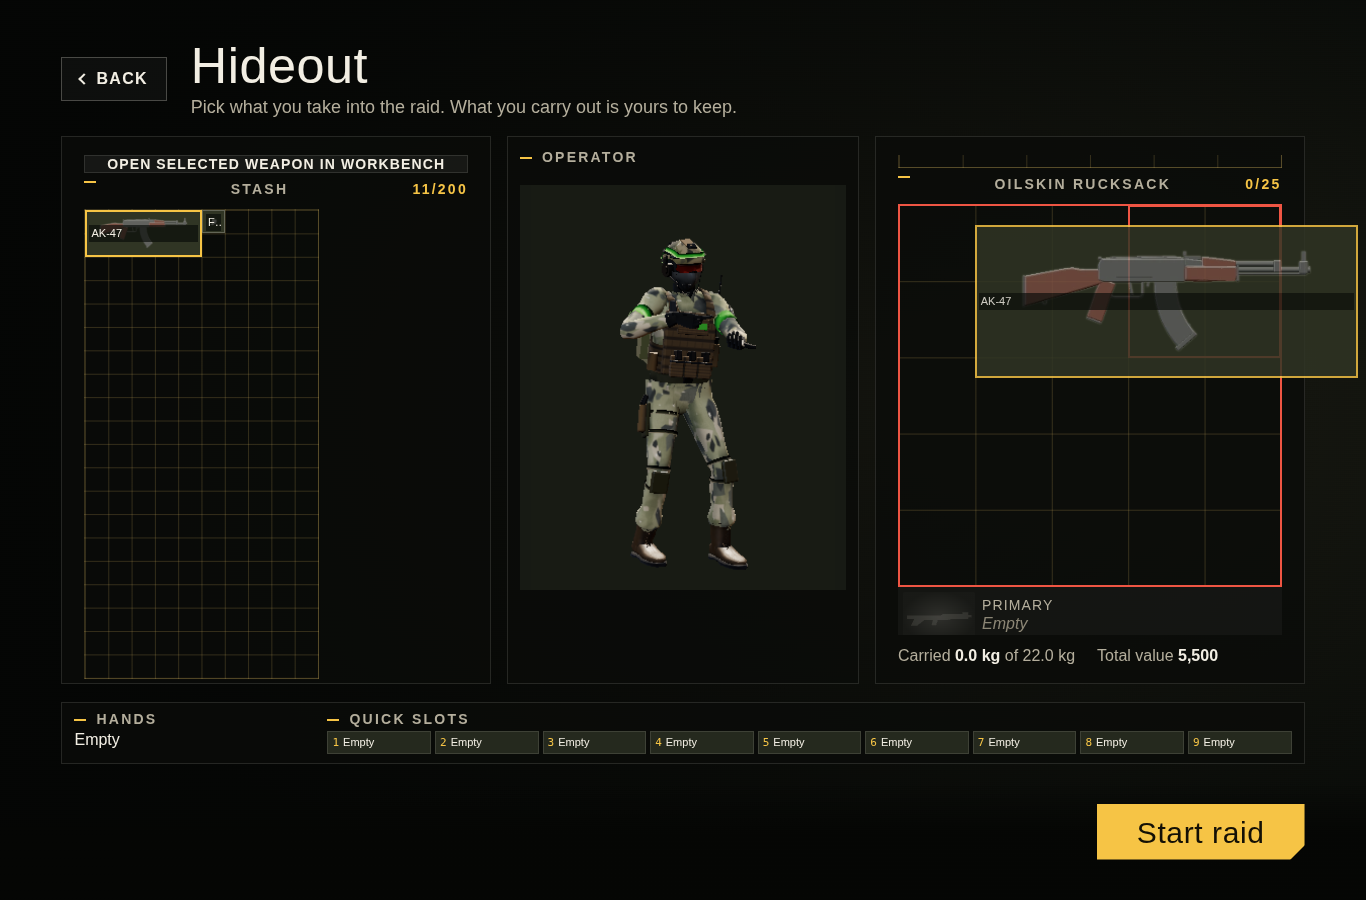 BACK
Hideout
Pick what you take into the raid. What you carry out is yours to keep.
OPEN SELECTED WEAPON IN WORKBENCH
STASH 11/200
AK-47
F..
OPERATOR
OILSKIN RUCKSACK 0/25
AK-47
PRIMARY
Empty
Carried 0.0 kg of 22.0 kg Total value 5,500
HANDS
Empty
QUICK SLOTS
1 Empty 2 Empty 3 Empty 4 Empty 5 Empty 6 Empty 7 Empty 8 Empty 9 Empty
Start raid